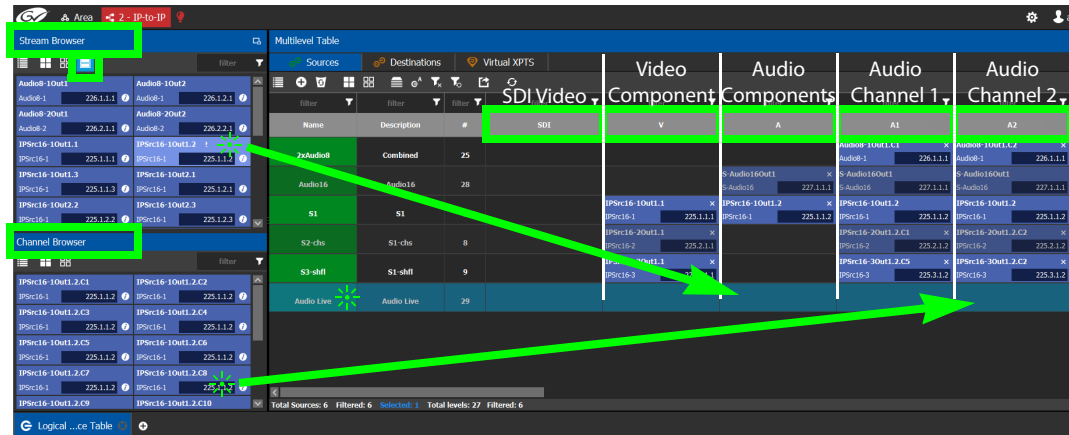 GV Area 2 - IP-to-IP
Stream Browser
filter
Audio8-1Out1 Audio8-1Out2
Audio8-1 226.1.1.1 Audio8-1 226.1.2.1
Audio8-2Out1 Audio8-2Out2
Audio8-2 226.2.1.1 Audio8-2 226.2.2.1
IPSrc16-1Out1.1 IPSrc16-1Out1.2 !
IPSrc16-1 225.1.1.1 IPSrc16-1 225.1.1.2
IPSrc16-1Out1.3 IPSrc16-1Out2.1
IPSrc16-1 225.1.1.3 IPSrc16-1 225.1.2.1
IPSrc16-1Out2.2 IPSrc16-1Out2.3
IPSrc16-1 225.1.2.2 IPSrc16-1 225.1.2.3
Channel Browser
filter
IPSrc16-1Out1.2.C1 IPSrc16-1Out1.2.C2
IPSrc16-1 225.1.1.2 IPSrc16-1 225.1.1.2
IPSrc16-1Out1.2.C3 IPSrc16-1Out1.2.C4
IPSrc16-1 225.1.1.2 IPSrc16-1 225.1.1.2
IPSrc16-1Out1.2.C5 IPSrc16-1Out1.2.C6
IPSrc16-1 225.1.1.2 IPSrc16-1 225.1.1.2
IPSrc16-1Out1.2.C7 IPSrc16-1Out1.2.C8
IPSrc16-1 225.1.1.2 IPSrc16-1 225.1.1.2
IPSrc16-1Out1.2.C9 IPSrc16-1Out1.2.C10
Multilevel Table
Sources Destinations Virtual XPTS
Video Audio Audio Audio
SDI Video Component Components Channel 1 Channel 2
filter filter filter
Name Description # SDI V A A1 A2
Audio8-1Out1.C1 × Audio8-1Out1.C2 ×
2xAudio8 Combined 25 Audio8-1 226.1.1.1 Audio8-1 226.1.1
S-Audio16Out1 × S-Audio16Out1 × S-Audio16Out1 ×
Audio16 Audio16 28 S-Audio16 227.1.1.1 S-Audio16 227.1.1.1 S-Audio16 227.1.1
IPSrc16-1Out1.1 × IPSrc16-1Out1.2 × IPSrc16-1Out1.2 × IPSrc16-1Out1.2 ×
S1 S1 IPSrc16-1 225.1.1.1 IPSrc16-1 225.1.1.2 IPSrc16-1 225.1.1.2 IPSrc16-1 225.1.1.2
IPSrc16-2Out1.1 × IPSrc16-2Out1.2.C1 × IPSrc16-2Out1.2.C2 ×
S2-chs S1-chs 8 IPSrc16-2 225.2.1.1 IPSrc16-2 225.2.1.2 IPSrc16-2 225.2.1.2
IPSrc16-3Out1.1 × IPSrc16-3Out1.2.C5 × IPSrc16-3Out1.2.C2 ×
S3-shfl S1-shfl 9 IPSrc16-3 IPSrc16-3 225.3.1.2 IPSrc16-3 225.3.1.2
Audio Live Audio Live 29
Total Sources: 6 Filtered: 6 Selected: 1 Total levels: 27 Filtered: 6
Logical ...ce Table